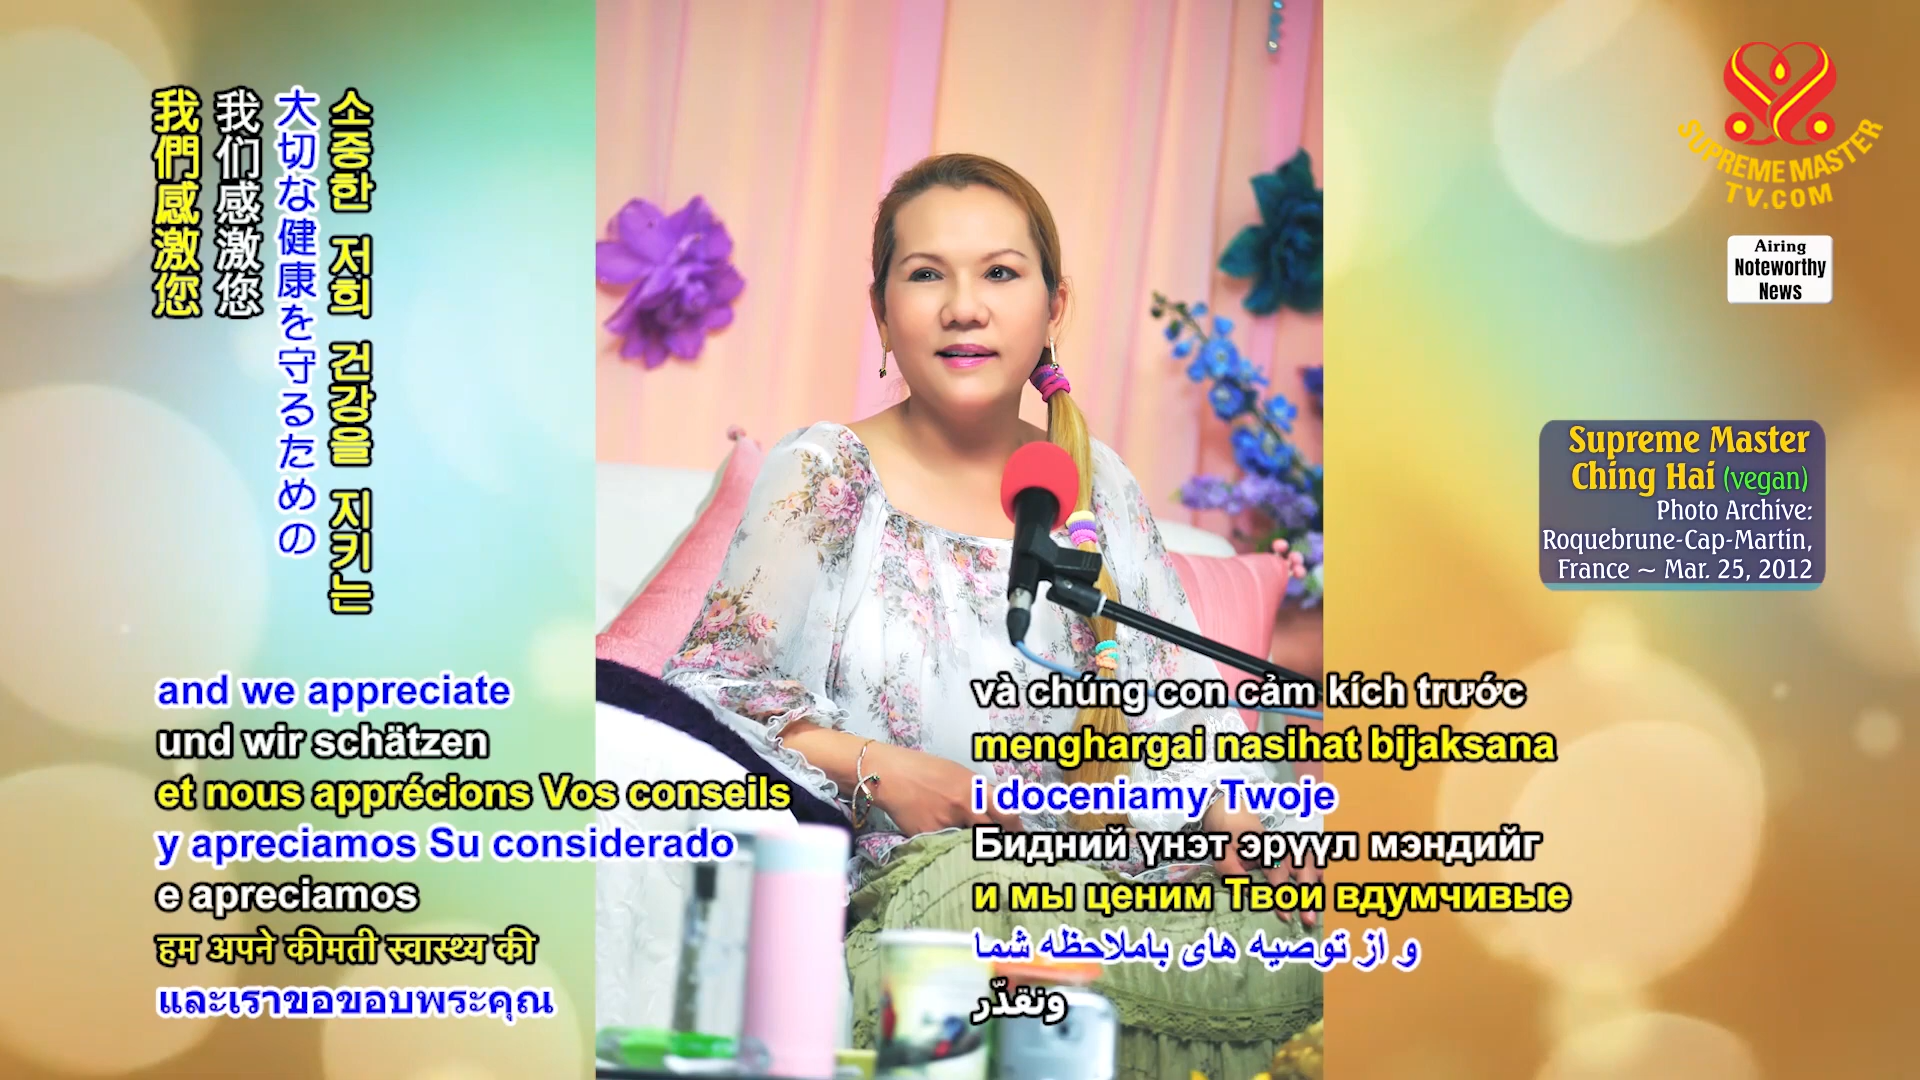 我們感激您
我们感激您
大切な健康を守るための
소중한 저희 건강을 지키는
SUPREME MASTER
TV.COM
Airing
Noteworthy
News
Supreme Master
Ching Hai (vegan)
Photo Archive:
Roquebrune-Cap-Martin,
France ~ Mar. 25, 2012
and we appreciate
und wir schätzen
et nous apprécions Vos conseils
y apreciamos Su considerado
e apreciamos
हम अपने कीमती स्वास्थ्य की
และเราขอขอบพระคุณ
và chúng con cảm kích trước
menghargai nasihat bijaksana
i doceniamy Twoje
Бидний үнэт эрүүл мэндийг
и мы ценим Твои вдумчивые
و از توصیه های باملاحظه شما
ونقدّر